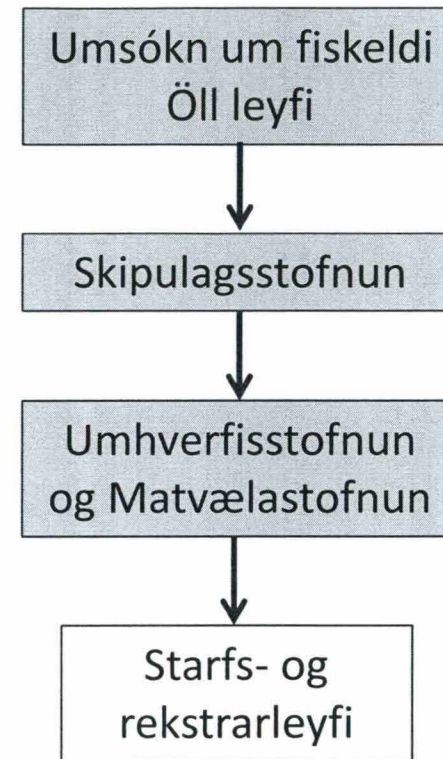 Umsókn um fiskeldi
Öll leyfi
Skipulagsstofnun
Umhverfisstofnun
og Matvælastofnun
Starfs- og
rekstrarleyfi